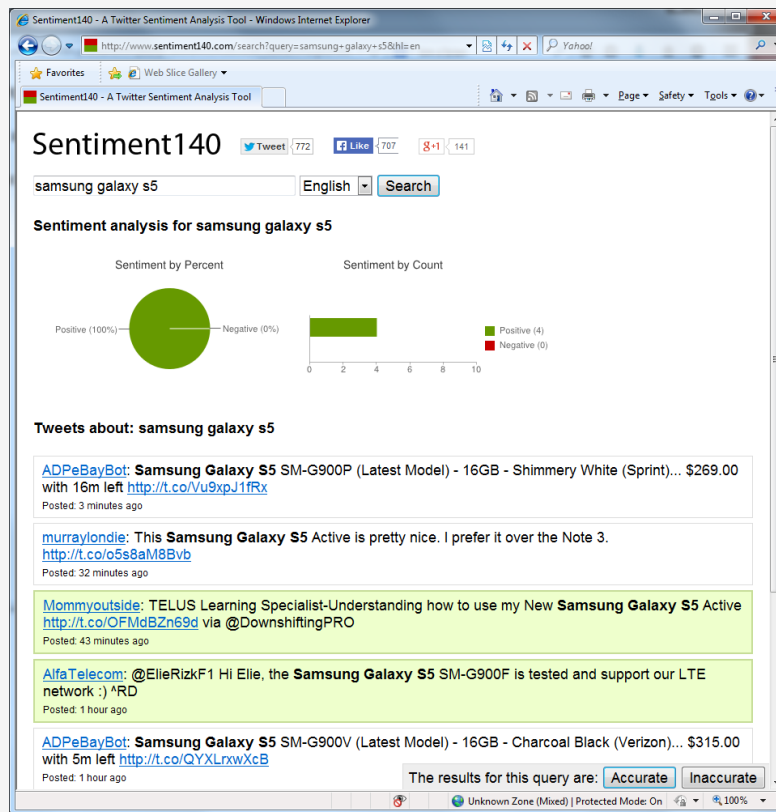 Sentiment140 - A Twitter Sentiment Analysis Tool - Windows Internet Explorer
http://www.sentiment140.com/search?query=samsung+galaxy+s5&hl=en
Yahoo!
Favorites
Web Slice Gallery
Sentiment140 - A Twitter Sentiment Analysis Tool
Page Safety Tools
Sentiment140 Tweet 772 Like 707 g+1 141
samsung galaxy s5 English Search
Sentiment analysis for samsung galaxy s5
Sentiment by Percent Sentiment by Count
Positive (100%) Negative (0%)
Positive (4)
Negative (0)
0 2 4 6 8 10
Tweets about: samsung galaxy s5
ADPeBayBot: Samsung Galaxy S5 SM-G900P (Latest Model) - 16GB - Shimmery White (Sprint)... $269.00
with 16m left http://t.co/Vu9xpJ1fRx
Posted: 3 minutes ago
murraylondie: This Samsung Galaxy S5 Active is pretty nice. I prefer it over the Note 3.
http://t.co/o5s8aM8Bvb
Posted: 32 minutes ago
Mommyoutside: TELUS Learning Specialist-Understanding how to use my New Samsung Galaxy S5 Active
http://t.co/OFMdBZn69d via @DownshiftingPRO
Posted: 43 minutes ago
AlfaTelecom: @ElieRizkF1 Hi Elie, the Samsung Galaxy S5 SM-G900F is tested and support our LTE
network :) ^RD
Posted: 1 hour ago
ADPeBayBot: Samsung Galaxy S5 SM-G900V (Latest Model) - 16GB - Charcoal Black (Verizon)... $315.00
with 5m left http://t.co/QYXLrxwXcB
Posted: 1 hour ago
The results for this query are: Accurate Inaccurate
Unknown Zone (Mixed) | Protected Mode: On 100%